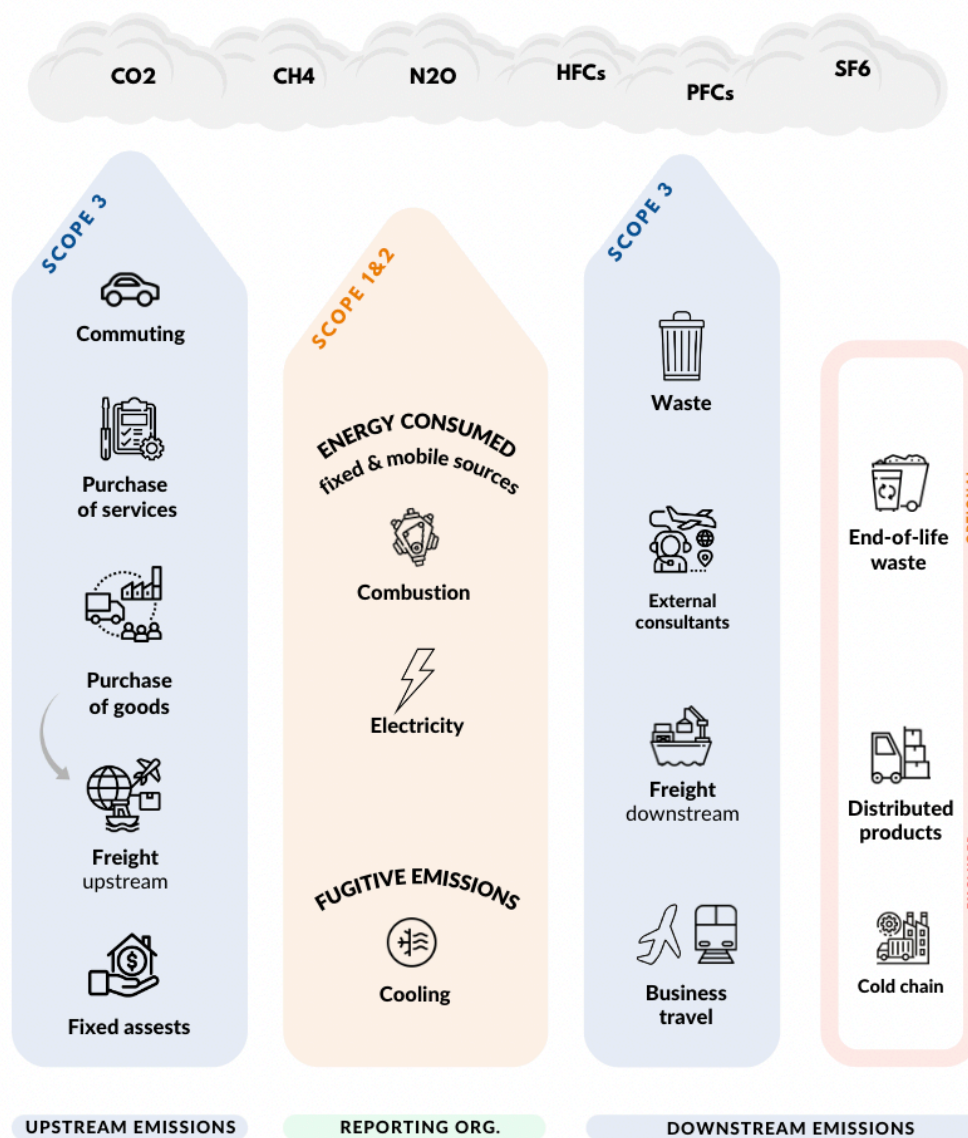 CO2
CH4
N2O
HFCs
PFCs
SF6
SCOPE 3
Commuting
Purchase
of services
Purchase
of goods
Freight
upstream
Fixed assests
SCOPE 1&2
ENERGY CONSUMED
fixed & mobile sources
Combustion
Electricity
FUGITIVE EMISSIONS
Cooling
SCOPE 3
Waste
External
consultants
Freight
downstream
Business
travel
End-of-life
waste
Distributed
products
Cold chain
UPSTREAM EMISSIONS
REPORTING ORG.
DOWNSTREAM EMISSIONS